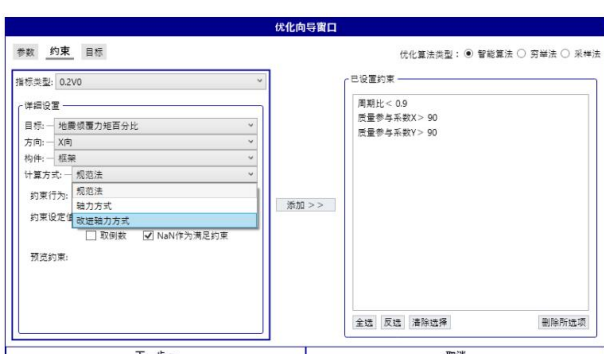 优化向导窗口
参数 约束 目标
优化算法类型： 智能算法 穷举法 采样法
指标类型: 0.2V0
详细设置
目标: 地震倾覆力矩百分比
方向: X向
构件: 框架
计算方式: 规范法
约束行为: 规范法
轴力方式
约束设定值 改进轴力方式
取倒数 NaN作为满足约束
预览约束:
添加 >>
已设置约束
周期比< 0.9
质量参与系数X> 90
质量参与系数Y> 90
全选 反选 清除选择 删除所选项
下一步
取消